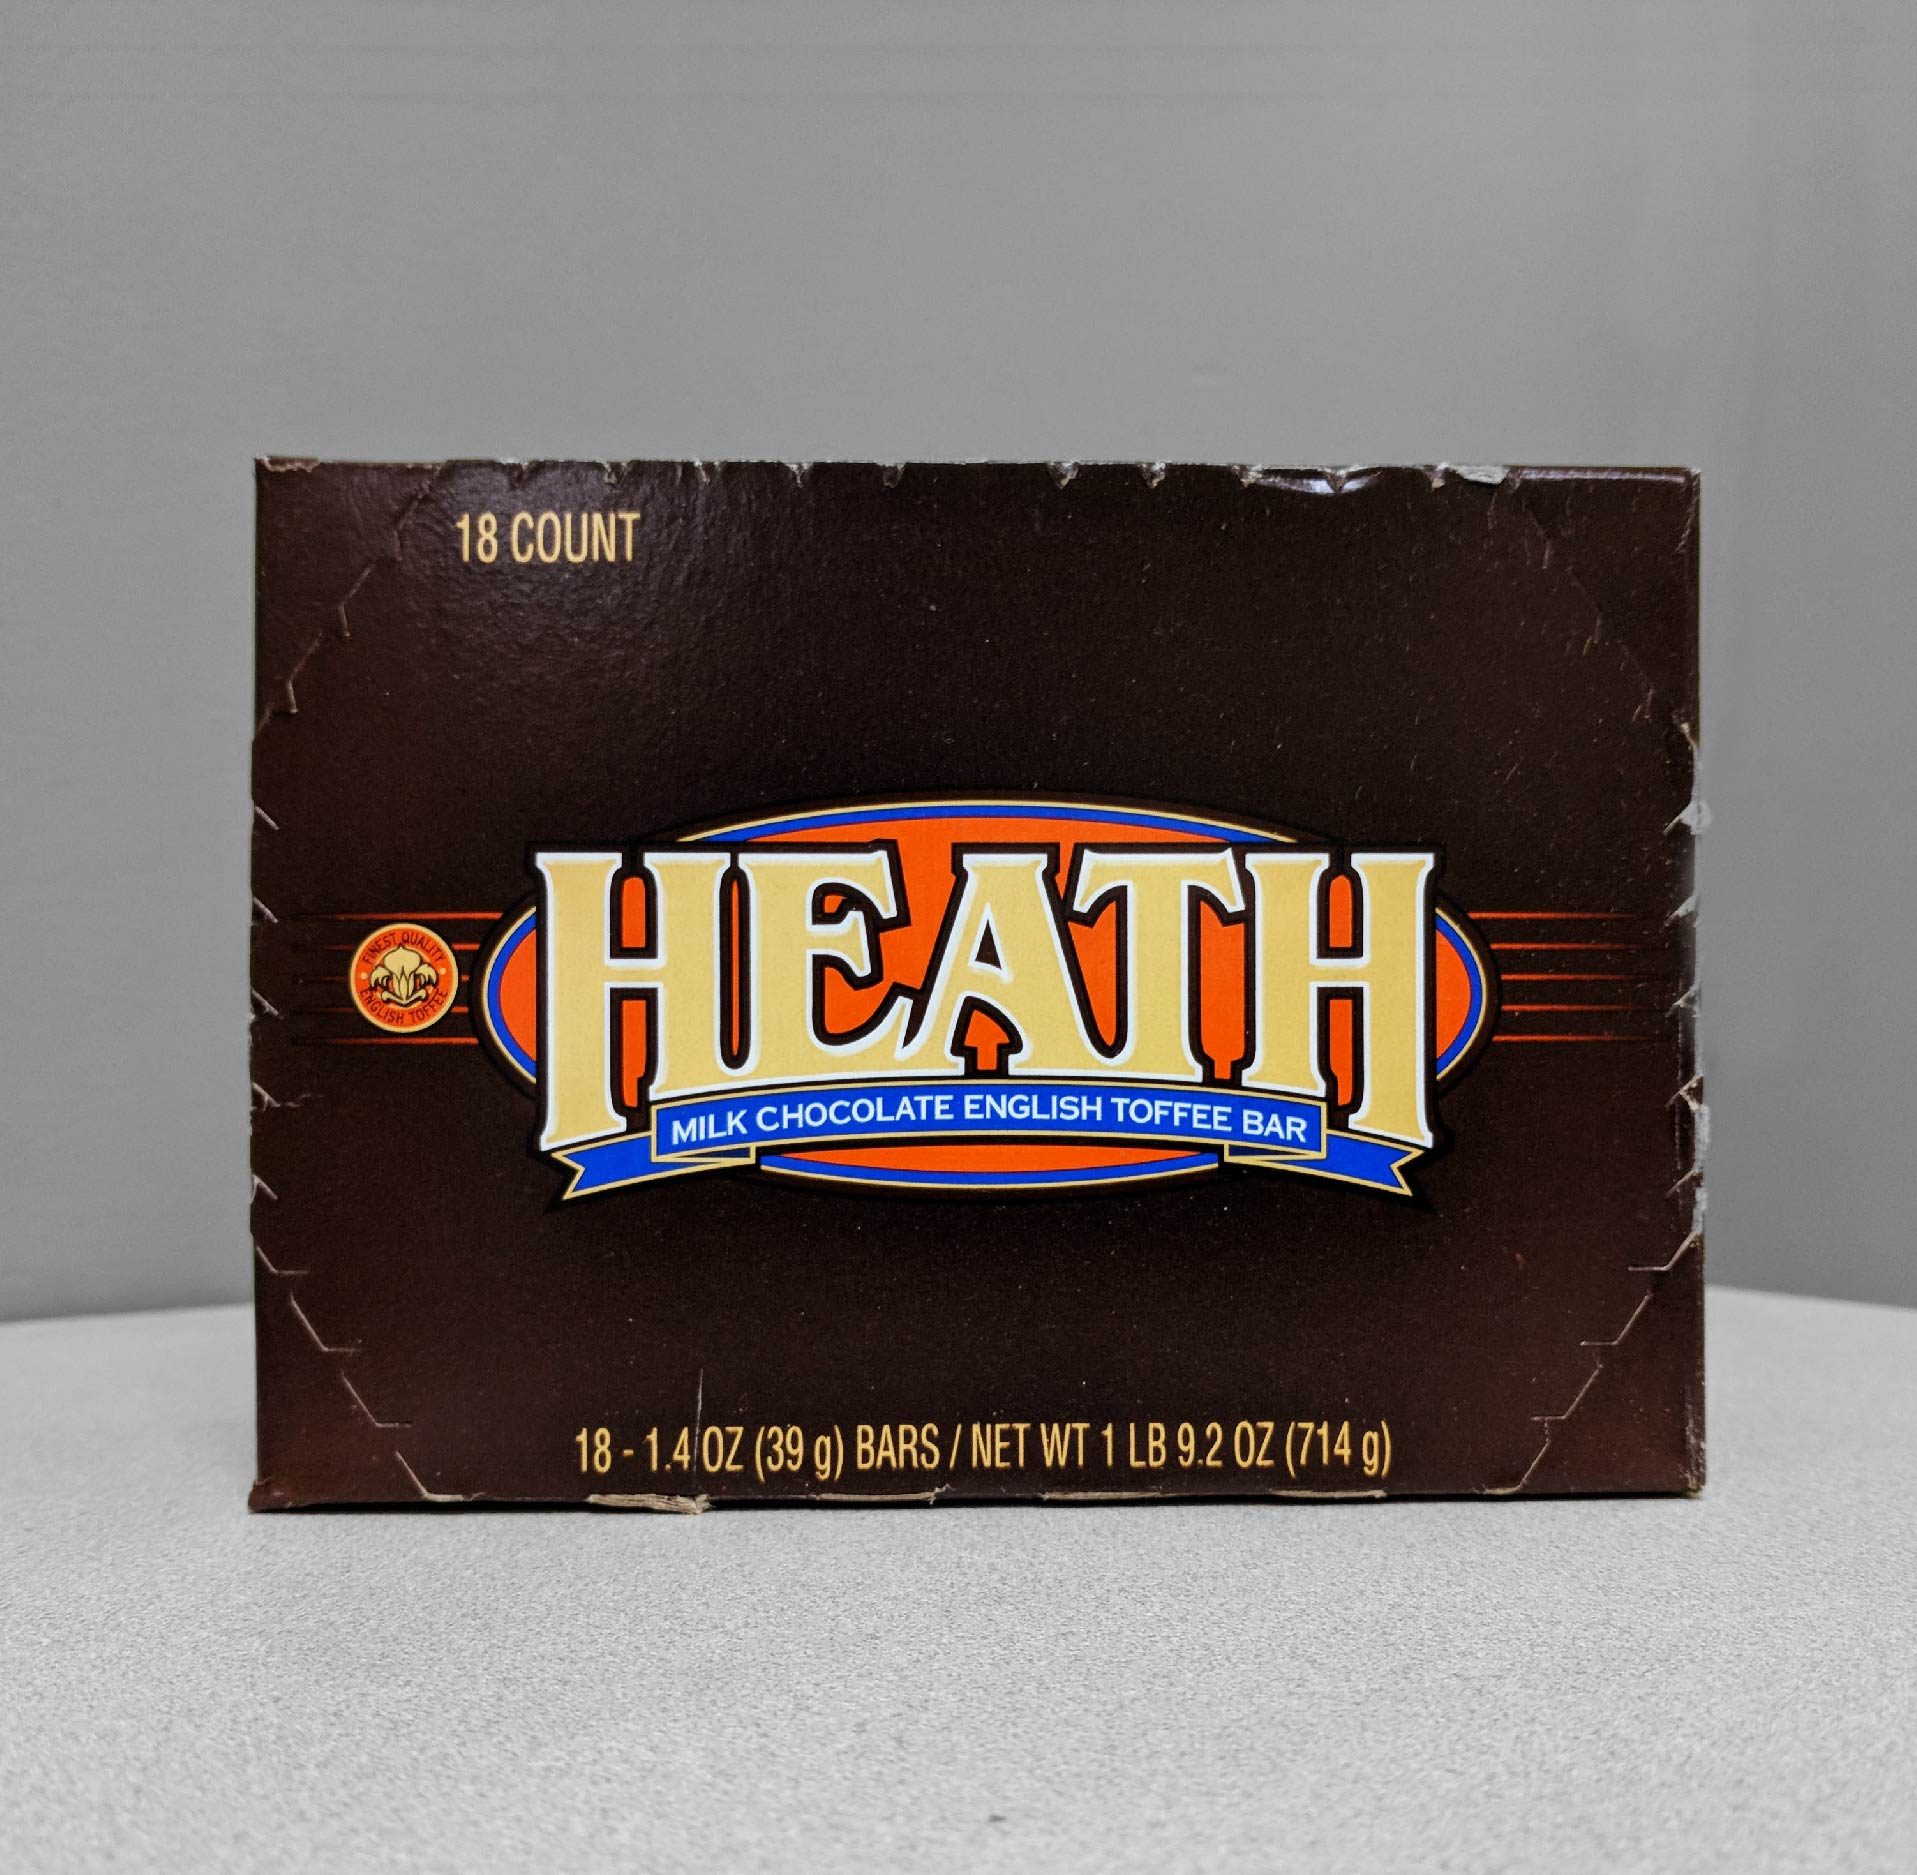 18 COUNT
FINEST QUALITY
ENGLISH TOFFEE
HEATH
MILK CHOCOLATE ENGLISH TOFFEE BAR
18 - 1.4 OZ (39 g) BARS / NET WT 1 LB 9.2 OZ (714 g)